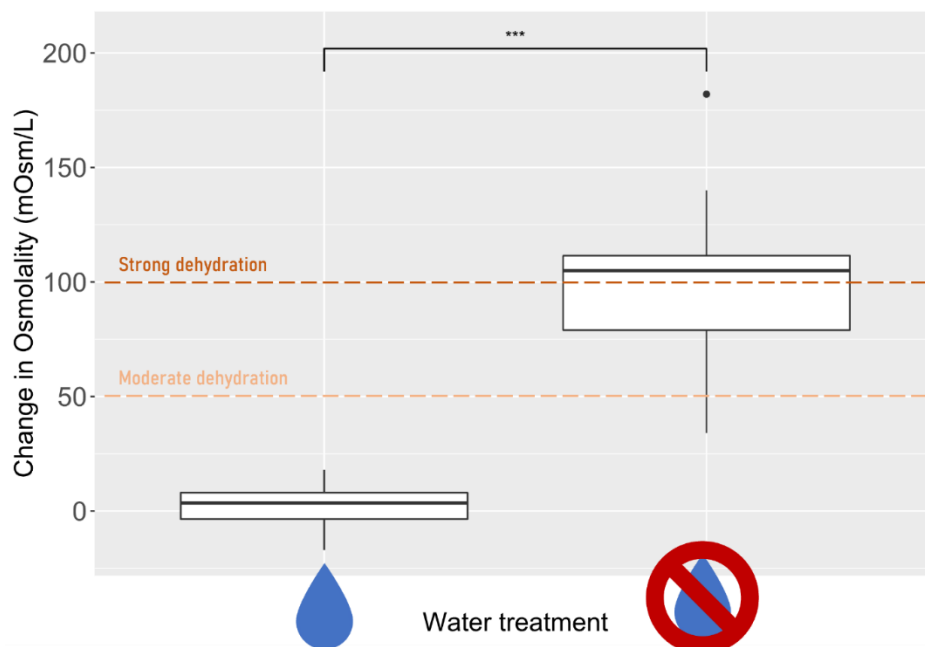 ***
200
150
Change in Osmolality (mOsm/L)
Strong dehydration
100
Moderate dehydration
50
0
Water treatment